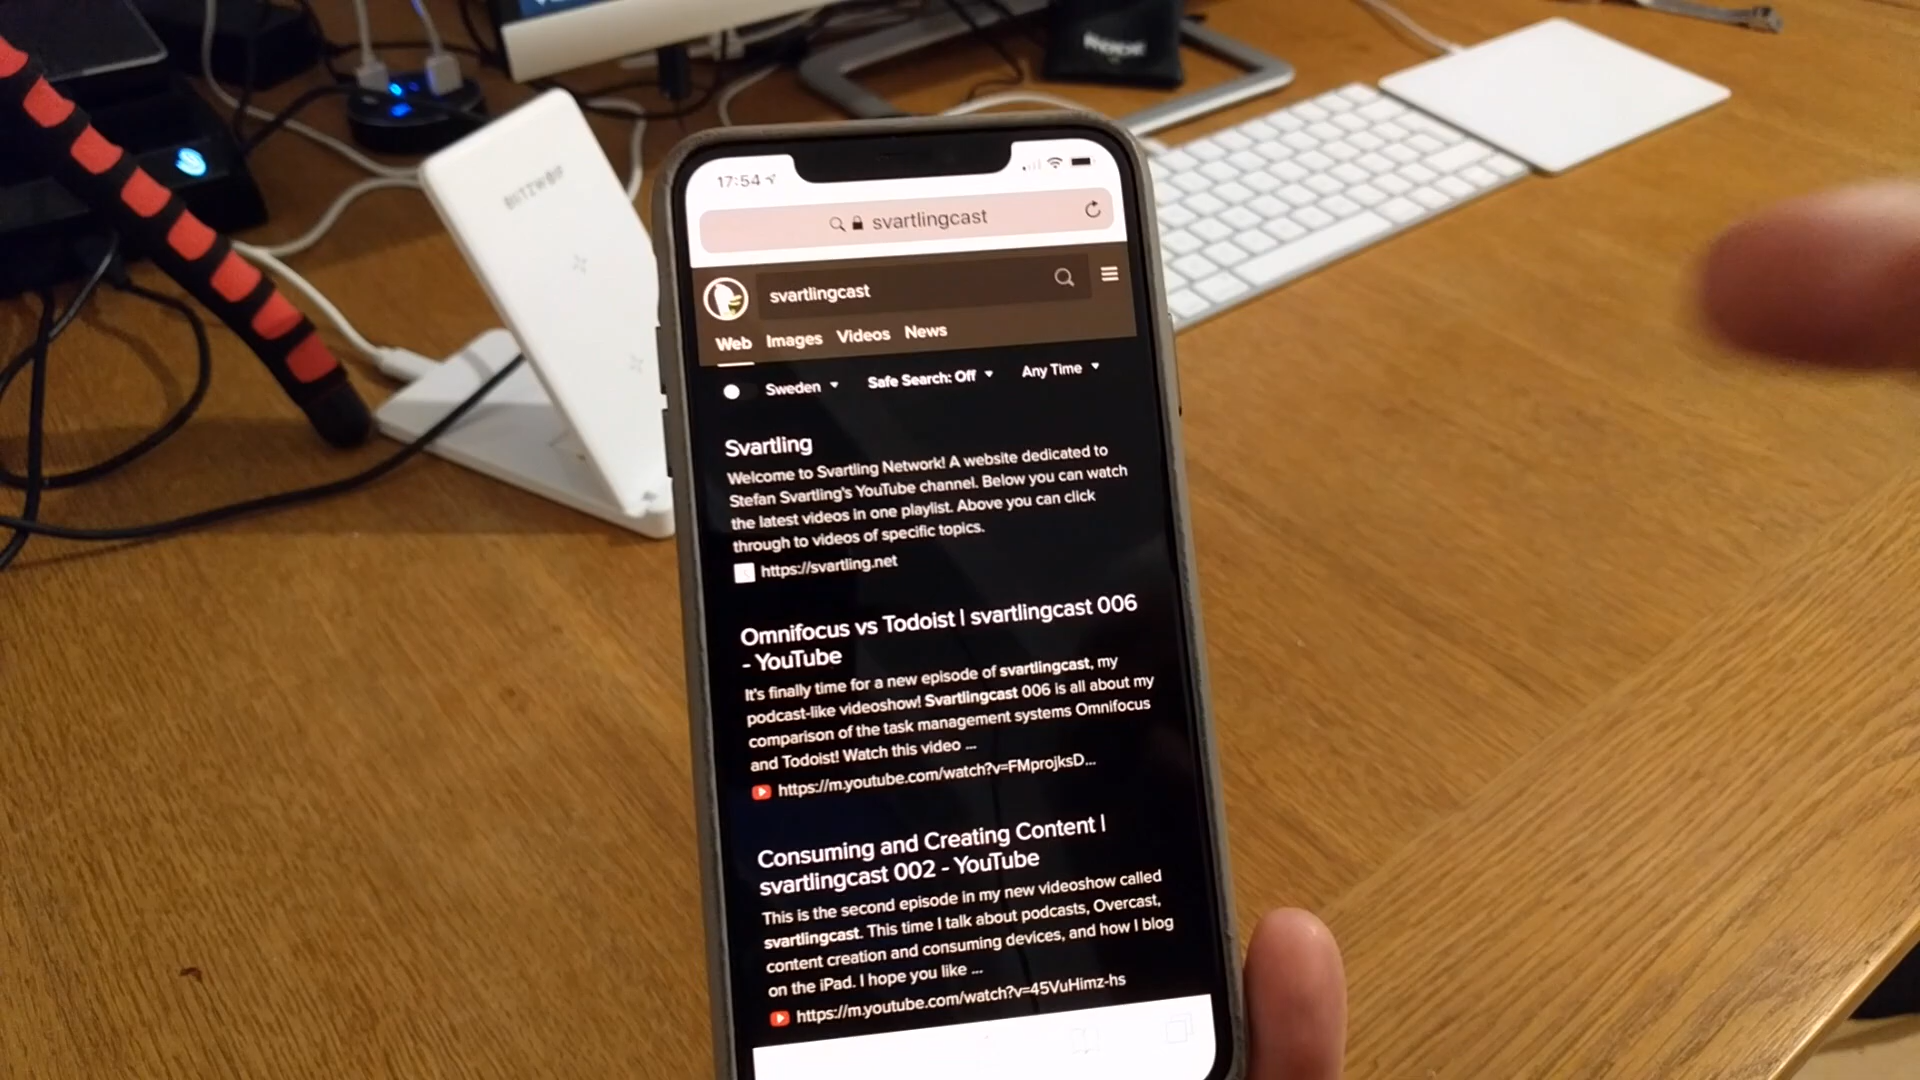 RODE
BLITZWOLF
17:54
svartlingcast
svartlingcast
Web Images Videos News
Sweden Safe Search: Off Any Time
Svartling
Welcome to Svartling Network! A website dedicated to
Stefan Svartling's YouTube channel. Below you can watch
the latest videos in one playlist. Above you can click
through to videos of specific topics.
https://svartling.net
Omnifocus vs Todoist | svartlingcast 006
- YouTube
It's finally time for a new episode of svartlingcast, my
podcast-like videoshow! Svartlingcast 006 is all about my
comparison of the task management systems Omnifocus
and Todoist! Watch this video ...
https://m.youtube.com/watch?v=FMprojksD...
Consuming and Creating Content |
svartlingcast 002 - YouTube
This is the second episode in my new videoshow called
svartlingcast. This time I talk about podcasts, Overcast,
content creation and consuming devices, and how I blog
on the iPad. I hope you like ...
https://m.youtube.com/watch?v=45VuHimz-hs